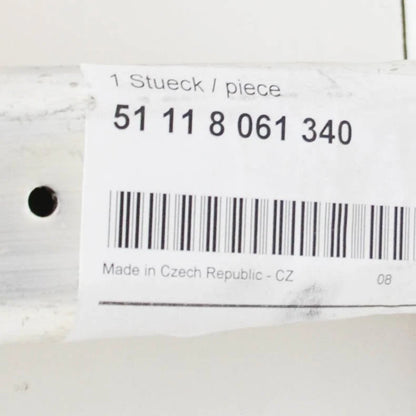 1 Stueck / piece
51 11 8 061 340
Made in Czech Republic - CZ 08